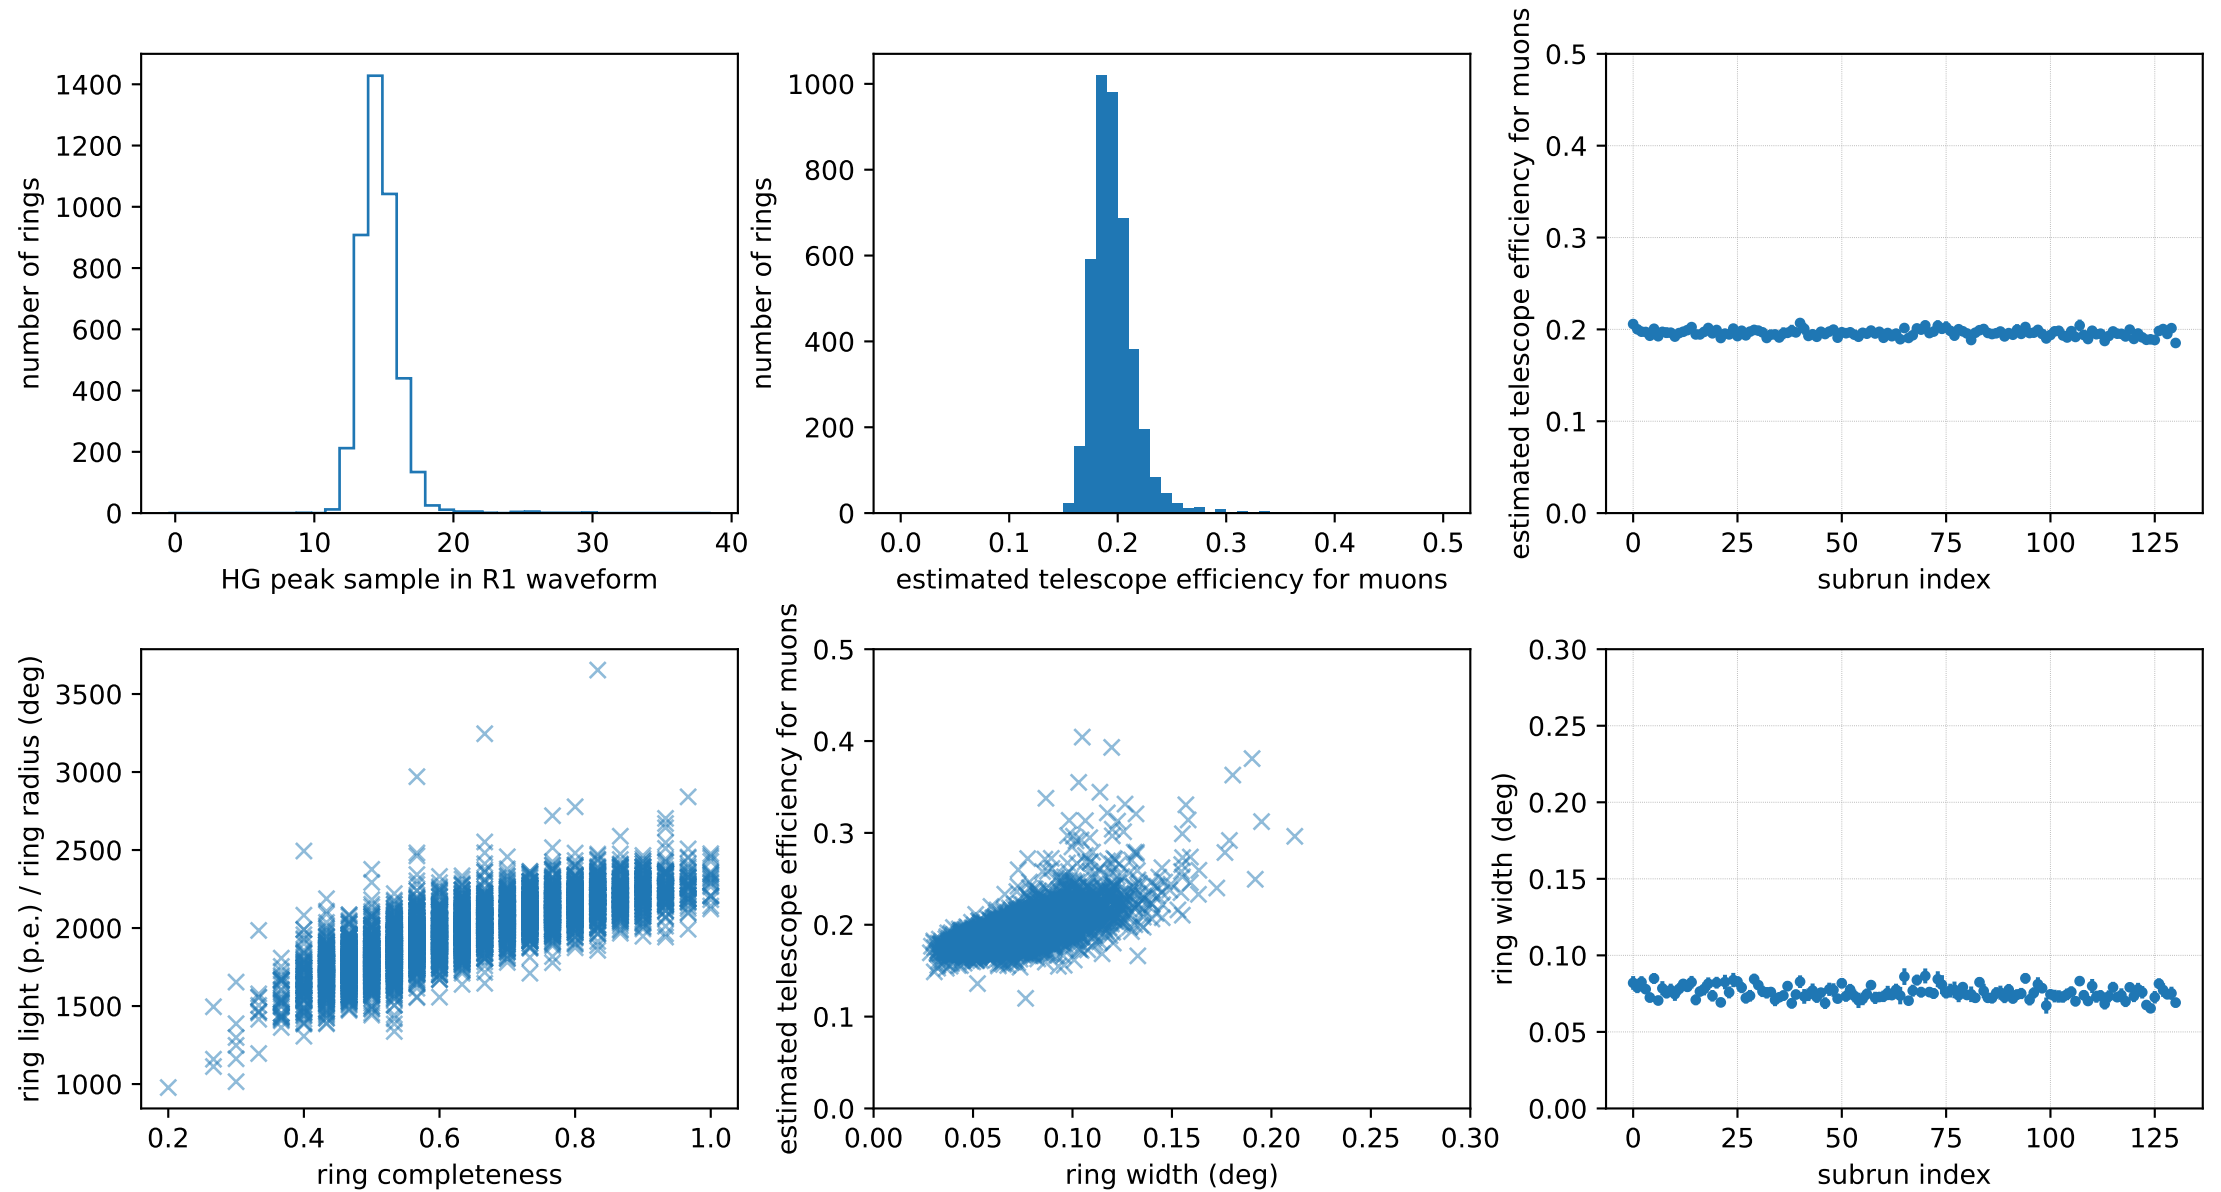 number of rings
1400
1200
1000
800
600
400
200
0
0 10 20 30 40
HG peak sample in R1 waveform
number of rings
1000
800
600
400
200
0
0.0 0.1 0.2 0.3 0.4 0.5
estimated telescope efficiency for muons
estimated telescope efficiency for muons
0.5
0.4
0.3
0.2
0.1
0.0
0 25 50 75 100 125
subrun index
ring light (p.e.) / ring radius (deg)
3500
3000
2500
2000
1500
1000
0.2 0.4 0.6 0.8 1.0
ring completeness
estimated telescope efficiency for muons
0.5
0.4
0.3
0.2
0.1
0.0
0.00 0.05 0.10 0.15 0.20 0.25 0.30
ring width (deg)
ring width (deg)
0.30
0.25
0.20
0.15
0.10
0.05
0.00
0 25 50 75 100 125
subrun index